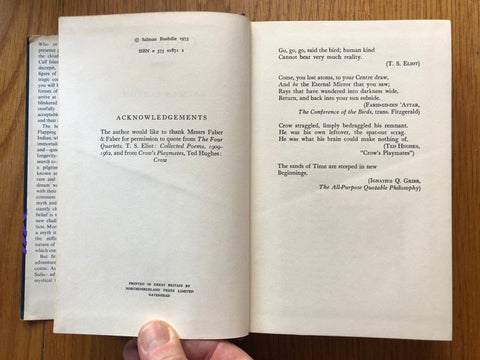 © Salman Rushdie 1975
ISBN 0 575 01871 2
ACKNOWLEDGEMENTS
The author would like to thank Messrs Faber
& Faber for permission to quote from The Four
Quartets, T. S. Eliot: Collected Poems, 1909–
1962, and from Crow's Playmates, Ted Hughes:
Crow
PRINTED IN GREAT BRITAIN BY
NORTHUMBERLAND PRESS LIMITED
GATESHEAD
Go, go, go, said the bird; human kind
Cannot bear very much reality.
(T. S. Eliot)
Come, you lost atoms, to your Centre draw,
And be the Eternal Mirror that you saw;
Rays that have wandered into darkness wide,
Return, and back into your sun subside.
(Farid-ud-din 'Attar,
The Conference of the Birds, trans. Fitzgerald)
Crow straggled, limply bedraggled his remnant.
He was his own leftover, the spat-out scrag.
He was what his brain could make nothing of.
(Ted Hughes,
"Crow's Playmates")
The sands of Time are steeped in new
Beginnings.
(Ignatius Q. Gribb,
The All-Purpose Quotable Philosophy)